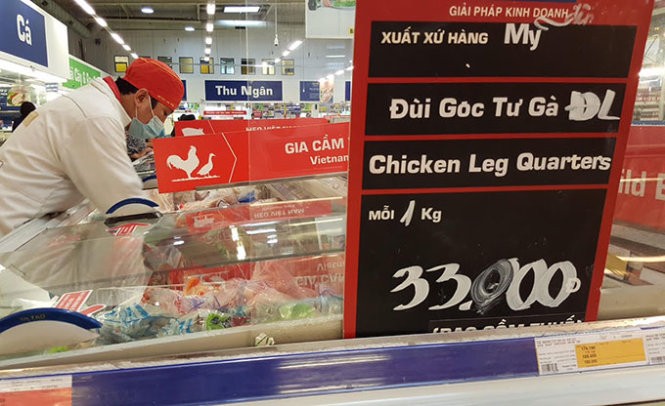 GIẢI PHÁP KINH DOANH
XUẤT XỨ HÀNG Mỹ
Đùi Góc Tư Gà ĐL
Chicken Leg Quarters
MỖI 1 Kg
33.000đ
Cá
Thu Ngân
GIA CẦM
Vietnam